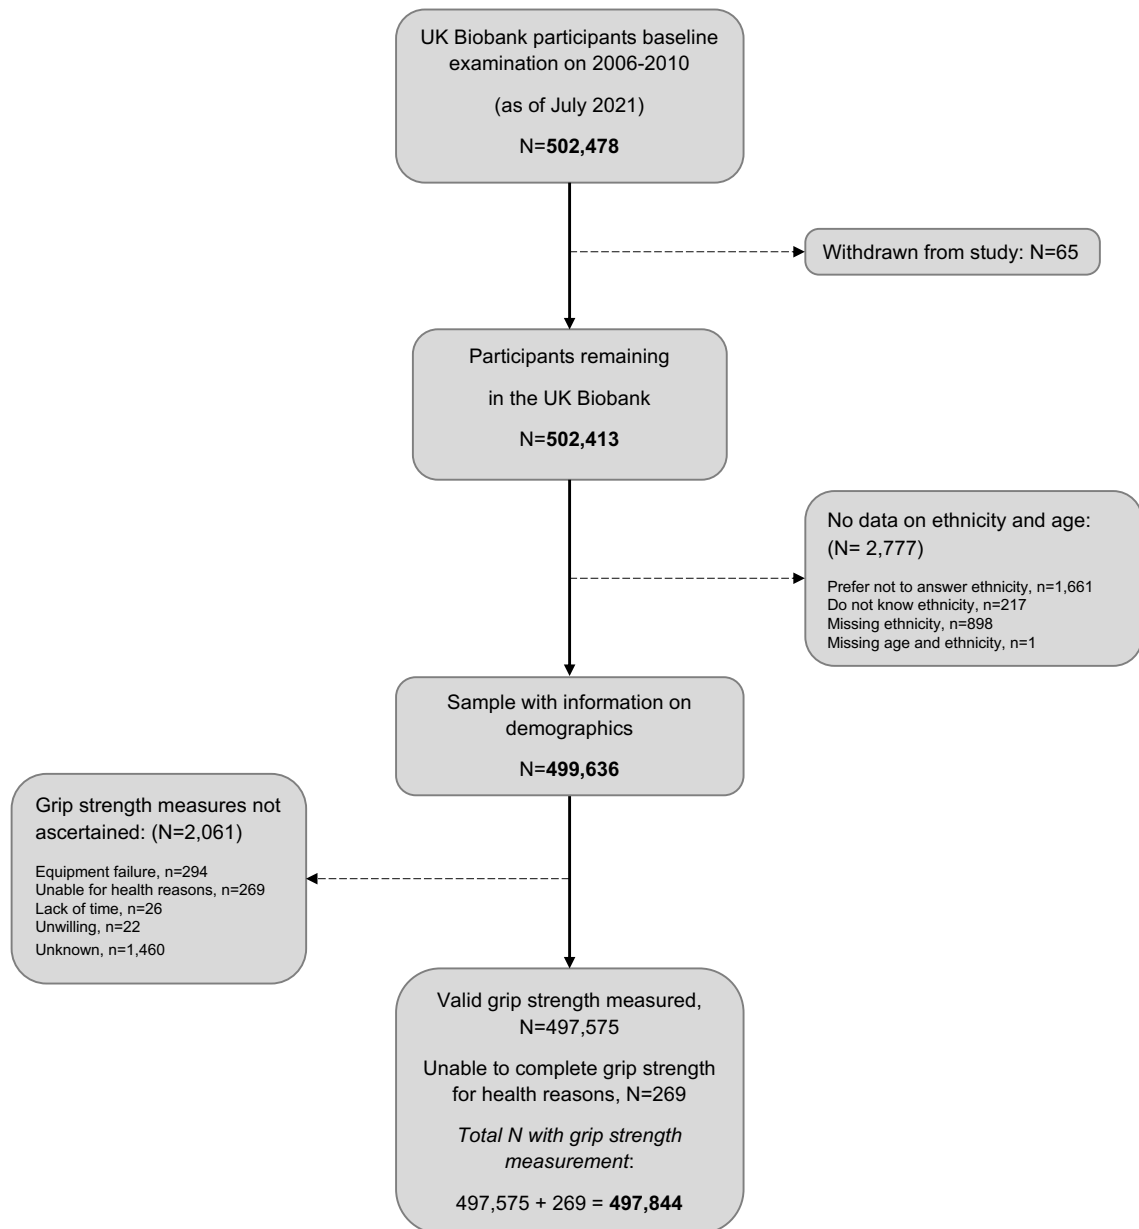 UK Biobank participants baseline
examination on 2006-2010
(as of July 2021)
N=502,478
Withdrawn from study: N=65
Participants remaining
in the UK Biobank
N=502,413
No data on ethnicity and age:
(N= 2,777)
Prefer not to answer ethnicity, n=1,661
Do not know ethnicity, n=217
Missing ethnicity, n=898
Missing age and ethnicity, n=1
Sample with information on
demographics
N=499,636
Grip strength measures not
ascertained: (N=2,061)
Equipment failure, n=294
Unable for health reasons, n=269
Lack of time, n=26
Unwilling, n=22
Unknown, n=1,460
Valid grip strength measured,
N=497,575
Unable to complete grip strength
for health reasons, N=269
Total N with grip strength
measurement:
497,575 + 269 = 497,844